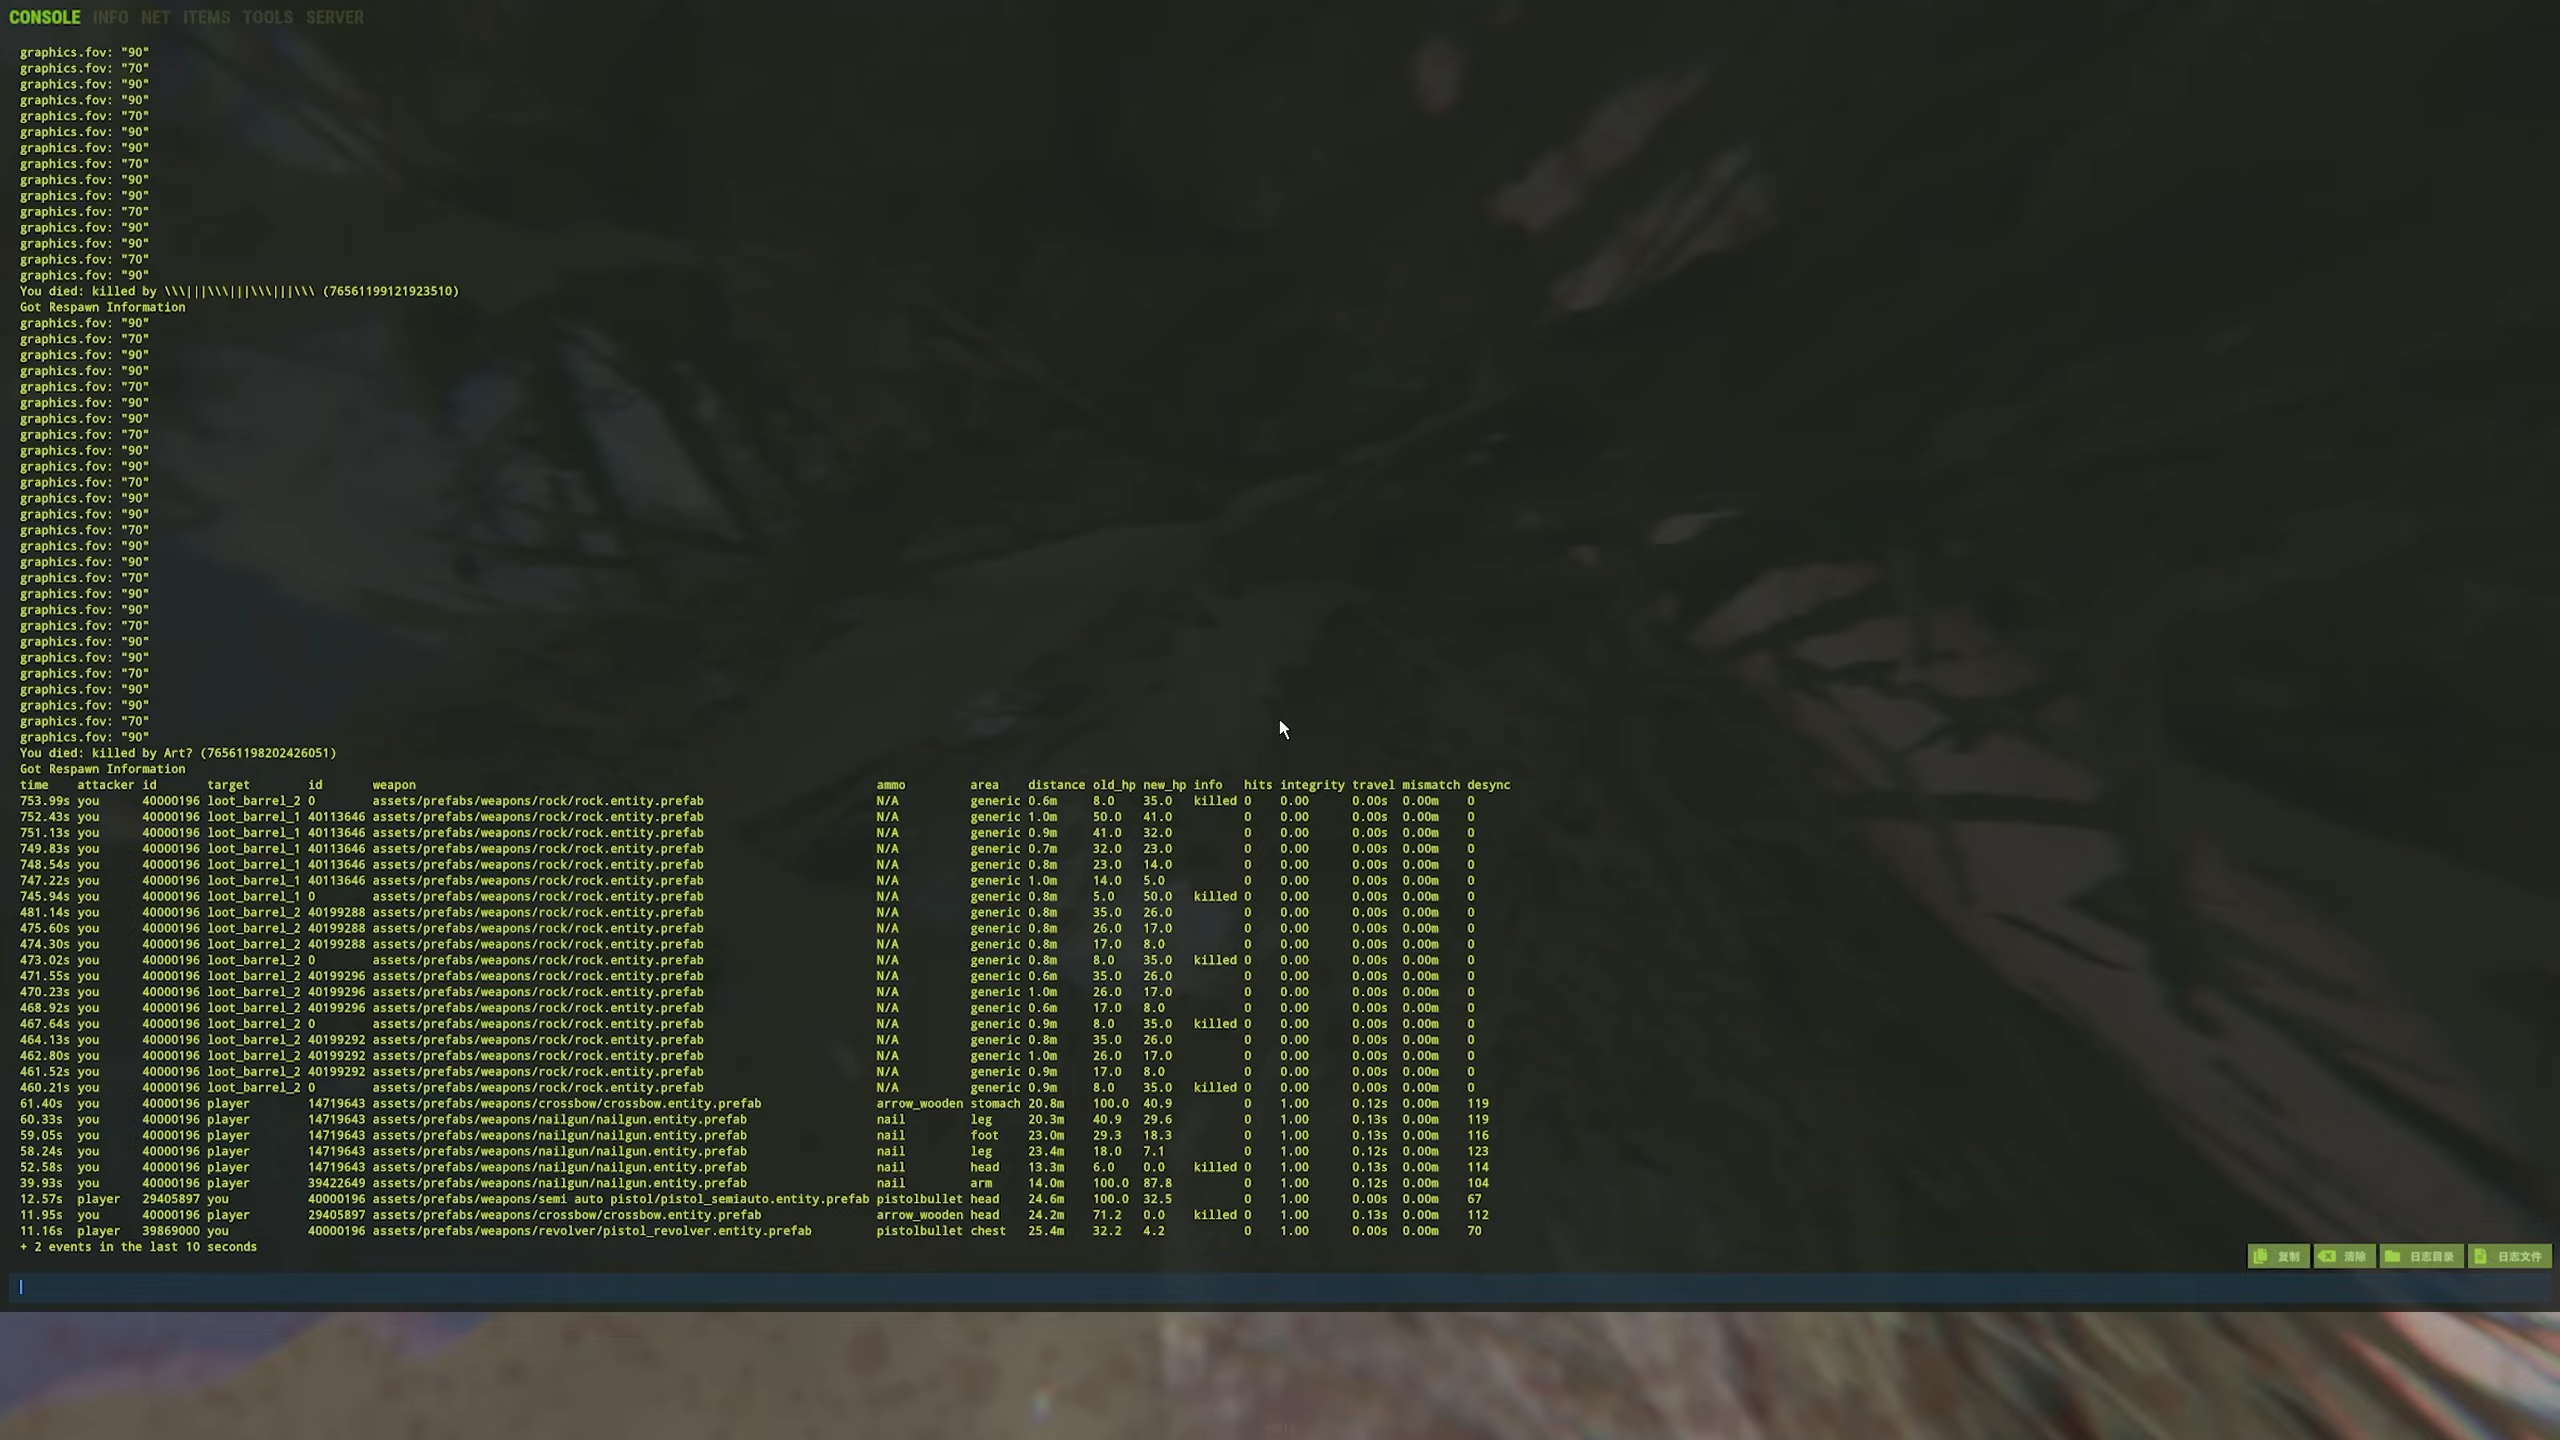 CONSOLE INFO NET ITEMS TOOLS SERVER
graphics.fov: "90"
graphics.fov: "70"
graphics.fov: "90"
graphics.fov: "90"
graphics.fov: "70"
graphics.fov: "90"
graphics.fov: "90"
graphics.fov: "70"
graphics.fov: "90"
graphics.fov: "90"
graphics.fov: "70"
graphics.fov: "90"
graphics.fov: "90"
graphics.fov: "70"
graphics.fov: "90"
You died: killed by \\\|||\\\|||\\\|||\\\ (76561199121923510)
Got Respawn Information
graphics.fov: "90"
graphics.fov: "70"
graphics.fov: "90"
graphics.fov: "90"
graphics.fov: "70"
graphics.fov: "90"
graphics.fov: "90"
graphics.fov: "70"
graphics.fov: "90"
graphics.fov: "90"
graphics.fov: "70"
graphics.fov: "90"
graphics.fov: "90"
graphics.fov: "70"
graphics.fov: "90"
graphics.fov: "90"
graphics.fov: "70"
graphics.fov: "90"
graphics.fov: "90"
graphics.fov: "70"
graphics.fov: "90"
graphics.fov: "90"
graphics.fov: "70"
graphics.fov: "90"
graphics.fov: "90"
graphics.fov: "70"
graphics.fov: "90"
You died: killed by Art? (76561198202426051)
Got Respawn Information
time attacker id target id weapon ammo area distance old_hp new_hp info hits integrity travel mismatch desync
753.99s you 40000196 loot_barrel_2 0 assets/prefabs/weapons/rock/rock.entity.prefab N/A generic 0.6m 8.0 35.0 killed 0 0.00 0.00s 0.00m 0
752.43s you 40000196 loot_barrel_1 40113646 assets/prefabs/weapons/rock/rock.entity.prefab N/A generic 1.0m 50.0 41.0 0 0.00 0.00s 0.00m 0
751.13s you 40000196 loot_barrel_1 40113646 assets/prefabs/weapons/rock/rock.entity.prefab N/A generic 0.9m 41.0 32.0 0 0.00 0.00s 0.00m 0
749.83s you 40000196 loot_barrel_1 40113646 assets/prefabs/weapons/rock/rock.entity.prefab N/A generic 0.7m 32.0 23.0 0 0.00 0.00s 0.00m 0
748.54s you 40000196 loot_barrel_1 40113646 assets/prefabs/weapons/rock/rock.entity.prefab N/A generic 0.8m 23.0 14.0 0 0.00 0.00s 0.00m 0
747.22s you 40000196 loot_barrel_1 40113646 assets/prefabs/weapons/rock/rock.entity.prefab N/A generic 1.0m 14.0 5.0 0 0.00 0.00s 0.00m 0
745.94s you 40000196 loot_barrel_1 0 assets/prefabs/weapons/rock/rock.entity.prefab N/A generic 0.8m 5.0 50.0 killed 0 0.00 0.00s 0.00m 0
481.14s you 40000196 loot_barrel_2 40199288 assets/prefabs/weapons/rock/rock.entity.prefab N/A generic 0.8m 35.0 26.0 0 0.00 0.00s 0.00m 0
475.60s you 40000196 loot_barrel_2 40199288 assets/prefabs/weapons/rock/rock.entity.prefab N/A generic 0.8m 26.0 17.0 0 0.00 0.00s 0.00m 0
474.30s you 40000196 loot_barrel_2 40199288 assets/prefabs/weapons/rock/rock.entity.prefab N/A generic 0.8m 17.0 8.0 0 0.00 0.00s 0.00m 0
473.02s you 40000196 loot_barrel_2 0 assets/prefabs/weapons/rock/rock.entity.prefab N/A generic 0.8m 8.0 35.0 killed 0 0.00 0.00s 0.00m 0
471.55s you 40000196 loot_barrel_2 40199296 assets/prefabs/weapons/rock/rock.entity.prefab N/A generic 0.6m 35.0 26.0 0 0.00 0.00s 0.00m 0
470.23s you 40000196 loot_barrel_2 40199296 assets/prefabs/weapons/rock/rock.entity.prefab N/A generic 1.0m 26.0 17.0 0 0.00 0.00s 0.00m 0
468.92s you 40000196 loot_barrel_2 40199296 assets/prefabs/weapons/rock/rock.entity.prefab N/A generic 0.6m 17.0 8.0 0 0.00 0.00s 0.00m 0
467.64s you 40000196 loot_barrel_2 0 assets/prefabs/weapons/rock/rock.entity.prefab N/A generic 0.9m 8.0 35.0 killed 0 0.00 0.00s 0.00m 0
464.13s you 40000196 loot_barrel_2 40199292 assets/prefabs/weapons/rock/rock.entity.prefab N/A generic 0.8m 35.0 26.0 0 0.00 0.00s 0.00m 0
462.80s you 40000196 loot_barrel_2 40199292 assets/prefabs/weapons/rock/rock.entity.prefab N/A generic 1.0m 26.0 17.0 0 0.00 0.00s 0.00m 0
461.52s you 40000196 loot_barrel_2 40199292 assets/prefabs/weapons/rock/rock.entity.prefab N/A generic 0.9m 17.0 8.0 0 0.00 0.00s 0.00m 0
460.21s you 40000196 loot_barrel_2 0 assets/prefabs/weapons/rock/rock.entity.prefab N/A generic 0.9m 8.0 35.0 killed 0 0.00 0.00s 0.00m 0
61.40s you 40000196 player 14719643 assets/prefabs/weapons/crossbow/crossbow.entity.prefab arrow_wooden stomach 20.8m 100.0 40.9 0 1.00 0.12s 0.00m 119
60.33s you 40000196 player 14719643 assets/prefabs/weapons/nailgun/nailgun.entity.prefab nail leg 20.3m 40.9 29.6 0 1.00 0.13s 0.00m 119
59.05s you 40000196 player 14719643 assets/prefabs/weapons/nailgun/nailgun.entity.prefab nail foot 23.0m 29.3 18.3 0 1.00 0.13s 0.00m 116
58.24s you 40000196 player 14719643 assets/prefabs/weapons/nailgun/nailgun.entity.prefab nail leg 23.4m 18.0 7.1 0 1.00 0.12s 0.00m 123
52.58s you 40000196 player 14719643 assets/prefabs/weapons/nailgun/nailgun.entity.prefab nail head 13.3m 6.0 0.0 killed 0 1.00 0.13s 0.00m 114
39.93s you 40000196 player 39422649 assets/prefabs/weapons/nailgun/nailgun.entity.prefab nail arm 14.0m 100.0 87.8 0 1.00 0.12s 0.00m 104
12.57s player 29405897 you 40000196 assets/prefabs/weapons/semi auto pistol/pistol_semiauto.entity.prefab pistolbullet head 24.6m 100.0 32.5 0 1.00 0.00s 0.00m 67
11.95s you 40000196 player 29405897 assets/prefabs/weapons/crossbow/crossbow.entity.prefab arrow_wooden head 24.2m 71.2 0.0 killed 0 1.00 0.13s 0.00m 112
11.16s player 39869000 you 40000196 assets/prefabs/weapons/revolver/pistol_revolver.entity.prefab pistolbullet chest 25.4m 32.2 4.2 0 1.00 0.00s 0.00m 70
+ 2 events in the last 10 seconds
复制 清除 日志目录 日志文件